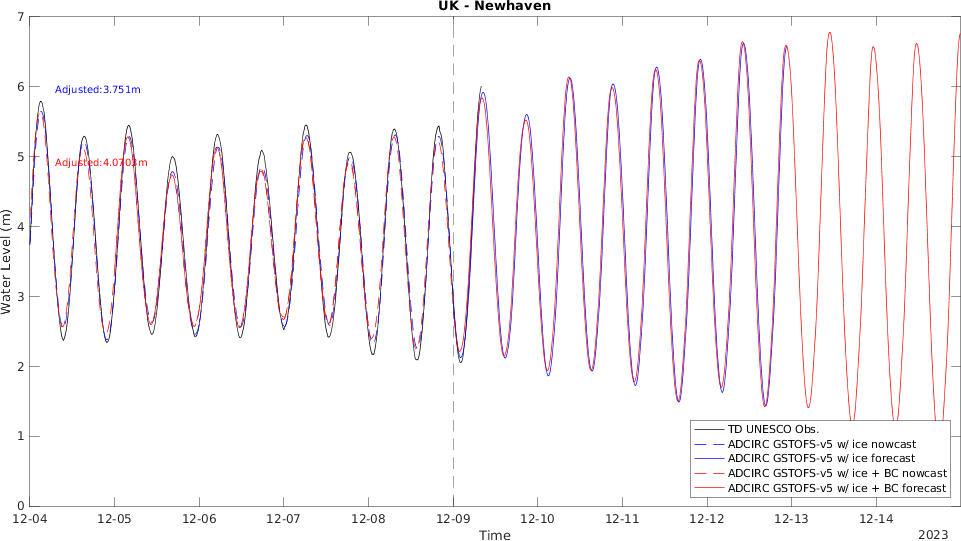 UK - Newhaven
7
6
5
4
3
2
1
0
Water Level (m)
Adjusted:3.751m
Adjusted:4.0703m
TD UNESCO Obs.
ADCIRC GSTOFS-v5 w/ ice nowcast
ADCIRC GSTOFS-v5 w/ ice forecast
ADCIRC GSTOFS-v5 w/ ice + BC nowcast
ADCIRC GSTOFS-v5 w/ ice + BC forecast
12-04 12-05 12-06 12-07 12-08 12-09 12-10 12-11 12-12 12-13 12-14
Time
2023